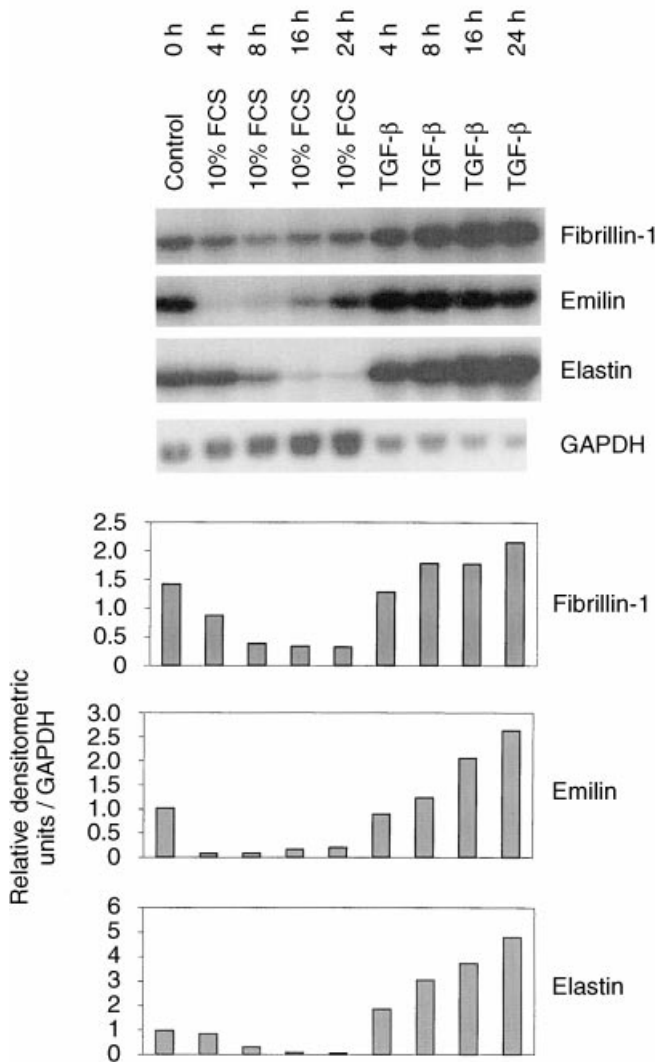 0 h 4 h 8 h 16 h 24 h 4 h 8 h 16 h 24 h
Control 10% FCS 10% FCS 10% FCS 10% FCS TGF-β TGF-β TGF-β TGF-β
Fibrillin-1
Emilin
Elastin
GAPDH
Relative densitometric
units / GAPDH
2.5
2.0
1.5
1.0
0.5
0
Fibrillin-1
3.0
2.5
2.0
1.0
0.5
0
Emilin
6
5
4
3
2
1
0
Elastin